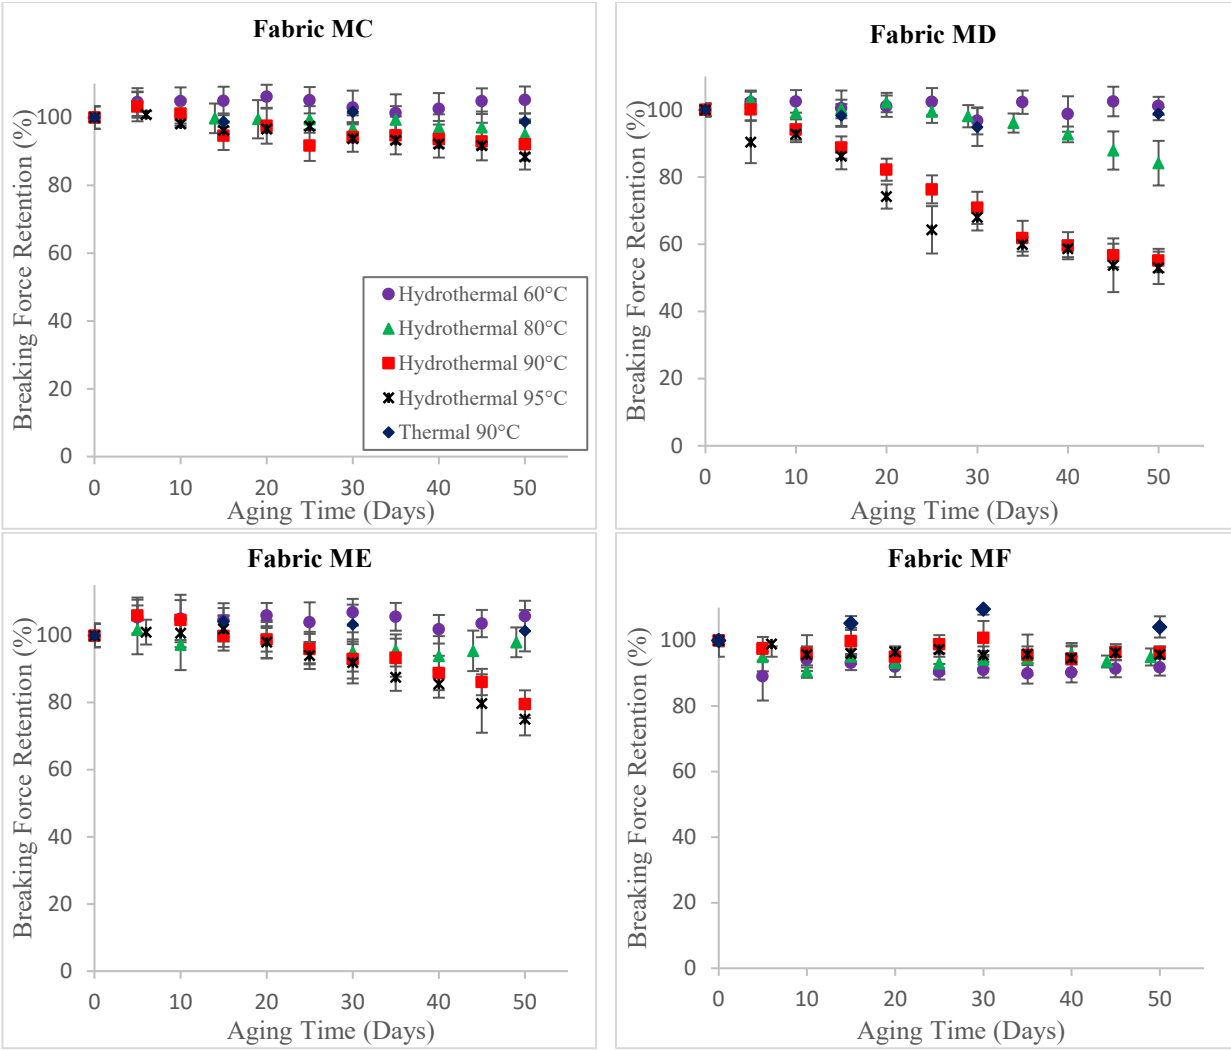 Fabric MC
Breaking Force Retention (%)
100
80
60
40
20
0
0 10 20 30 40 50
Aging Time (Days)
Hydrothermal 60°C
Hydrothermal 80°C
Hydrothermal 90°C
Hydrothermal 95°C
Thermal 90°C
Fabric MD
Breaking Force Retention (%)
100
80
60
40
20
0
0 10 20 30 40 50
Aging Time (Days)
Fabric ME
Breaking Force Retention (%)
100
80
60
40
20
0
0 10 20 30 40 50
Aging Time (Days)
Fabric MF
Breaking Force Retention (%)
100
80
60
40
20
0
0 10 20 30 40 50
Aging Time (Days)